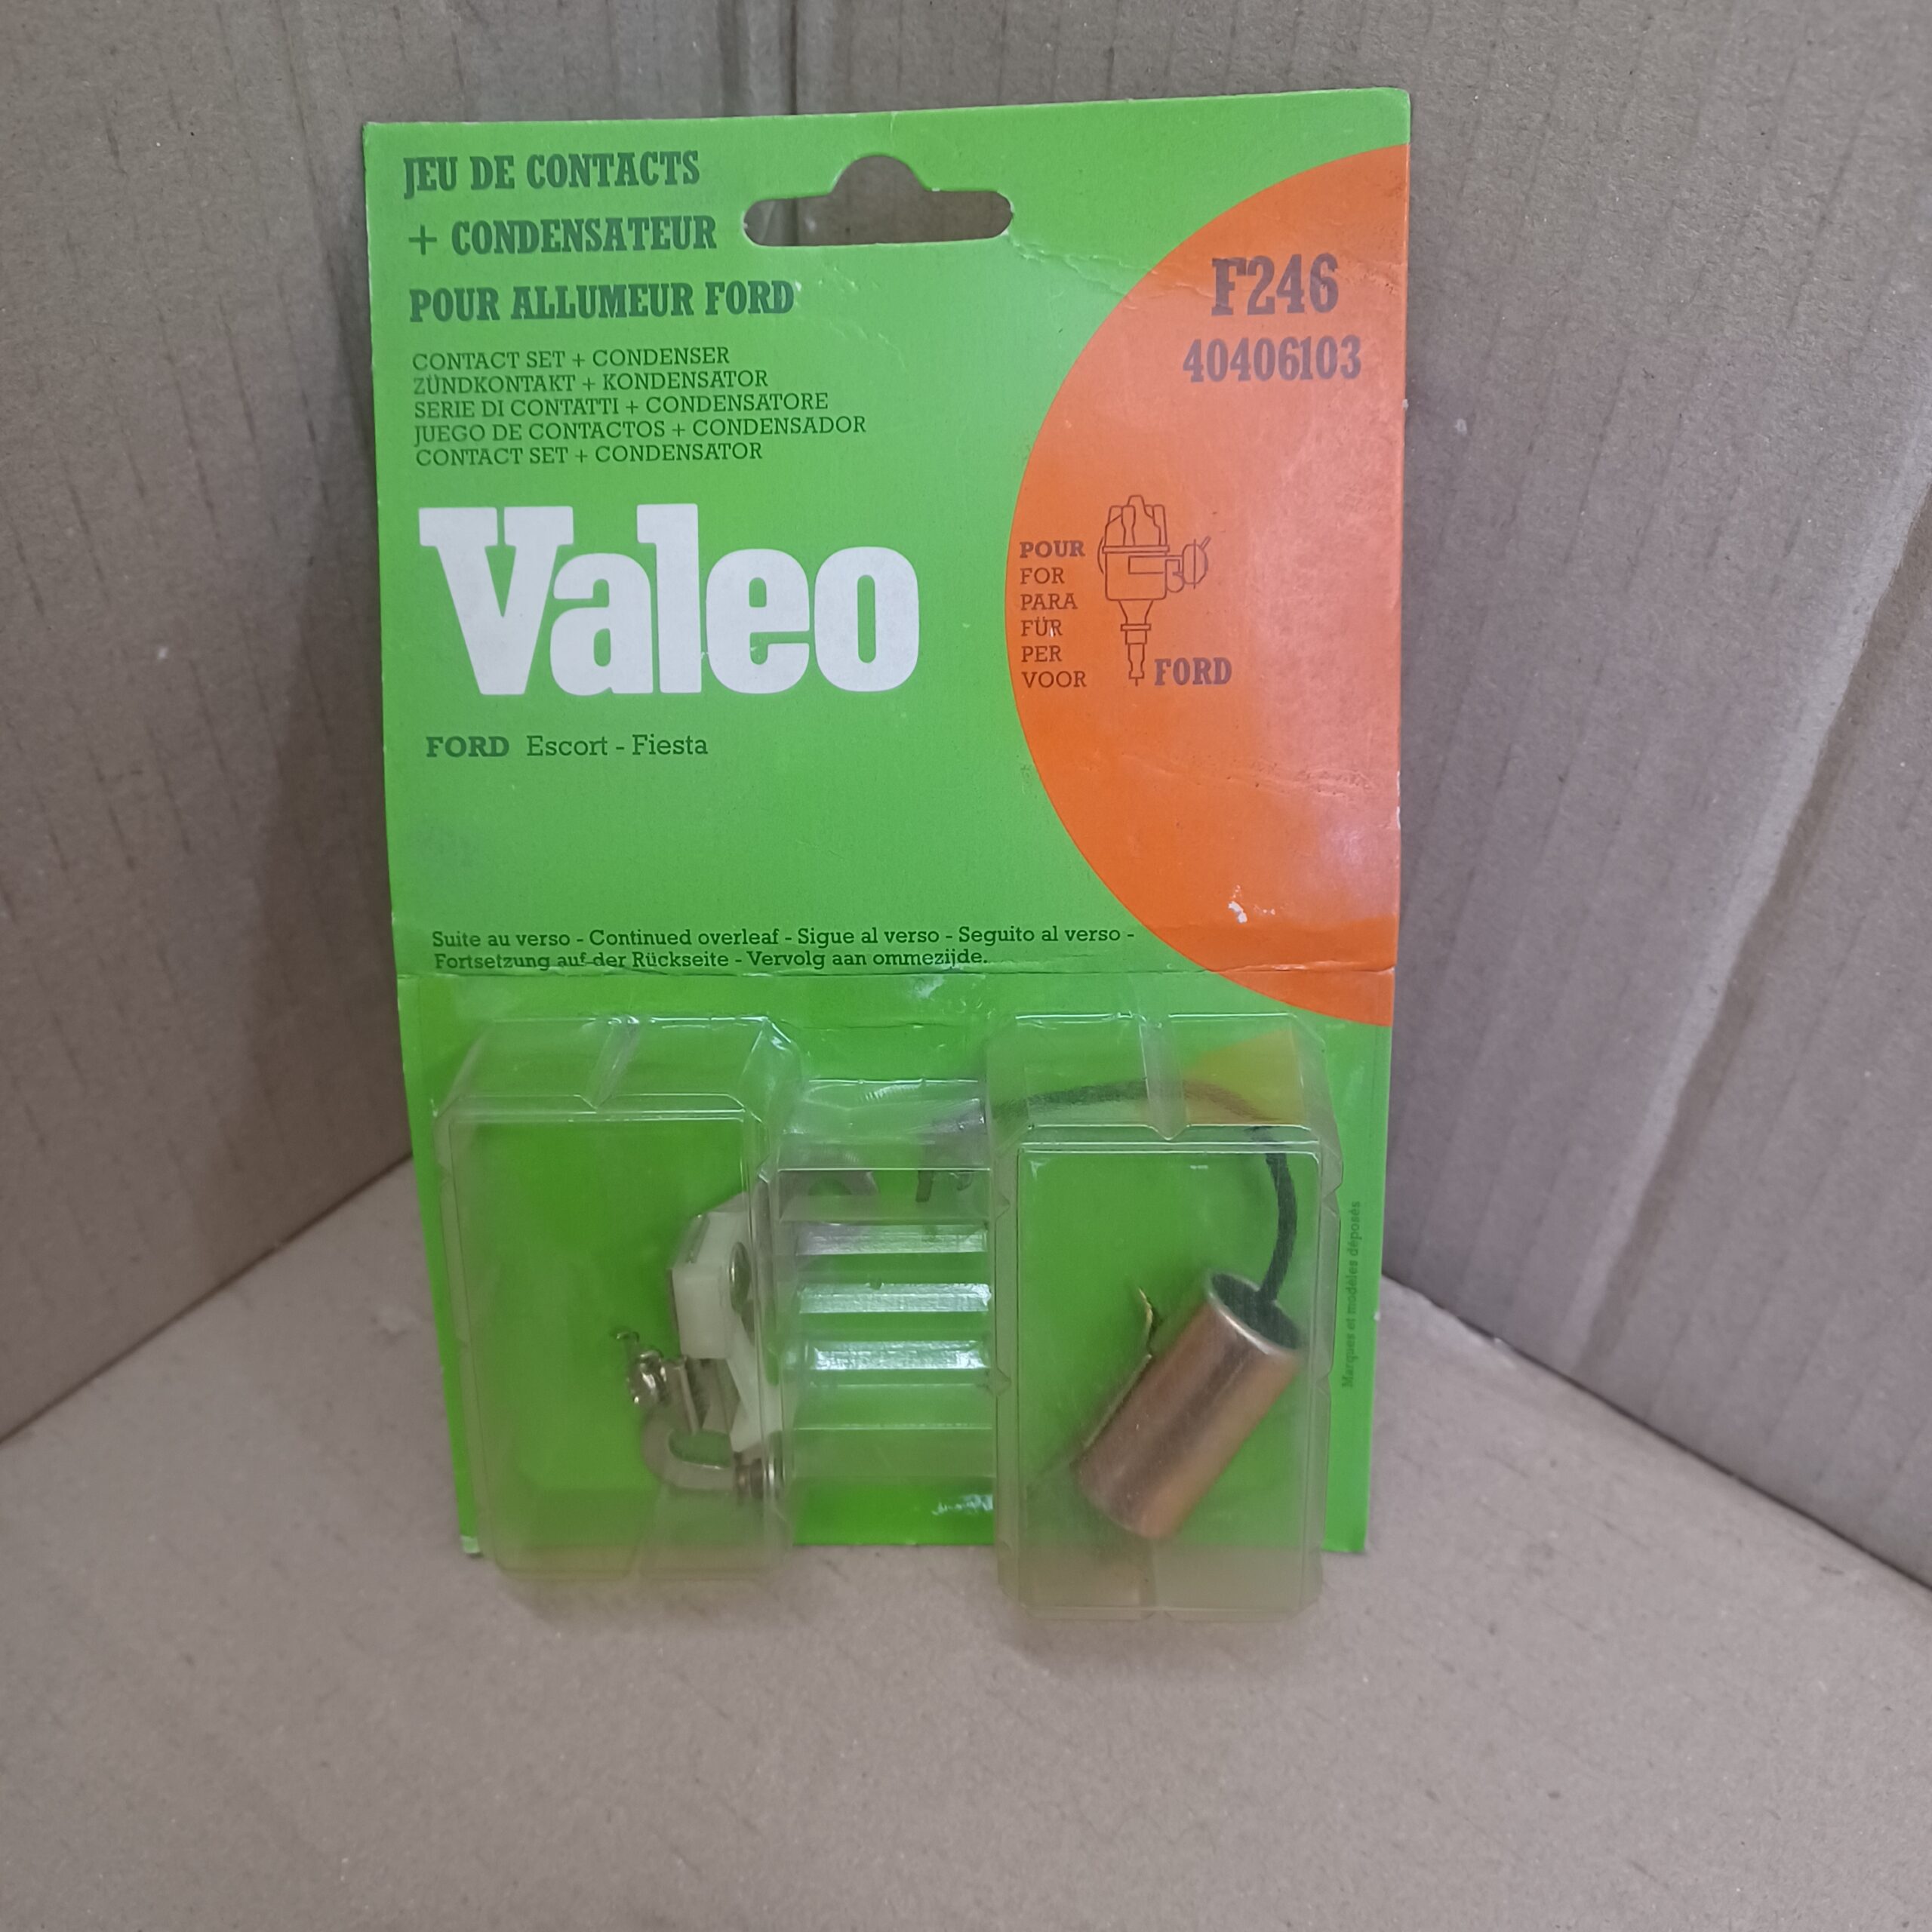 JEU DE CONTACTS
+ CONDENSATEUR
POUR ALLUMEUR FORD
CONTACT SET + CONDENSER
ZÜNDKONTAKT + KONDENSATOR
SERIE DI CONTATTI + CONDENSATORE
JUEGO DE CONTACTOS + CONDENSADOR
CONTACT SET + CONDENSATOR
F246
40406103
Valeo
POUR
FOR
PARA
FÜR
PER
VOOR
FORD
FORD Escort - Fiesta
Suite au verso - Continued overleaf - Sigue al verso - Seguito al verso -
Fortsetzung auf der Rückseite - Vervolg aan ommezijde.
Marques et modèles déposés